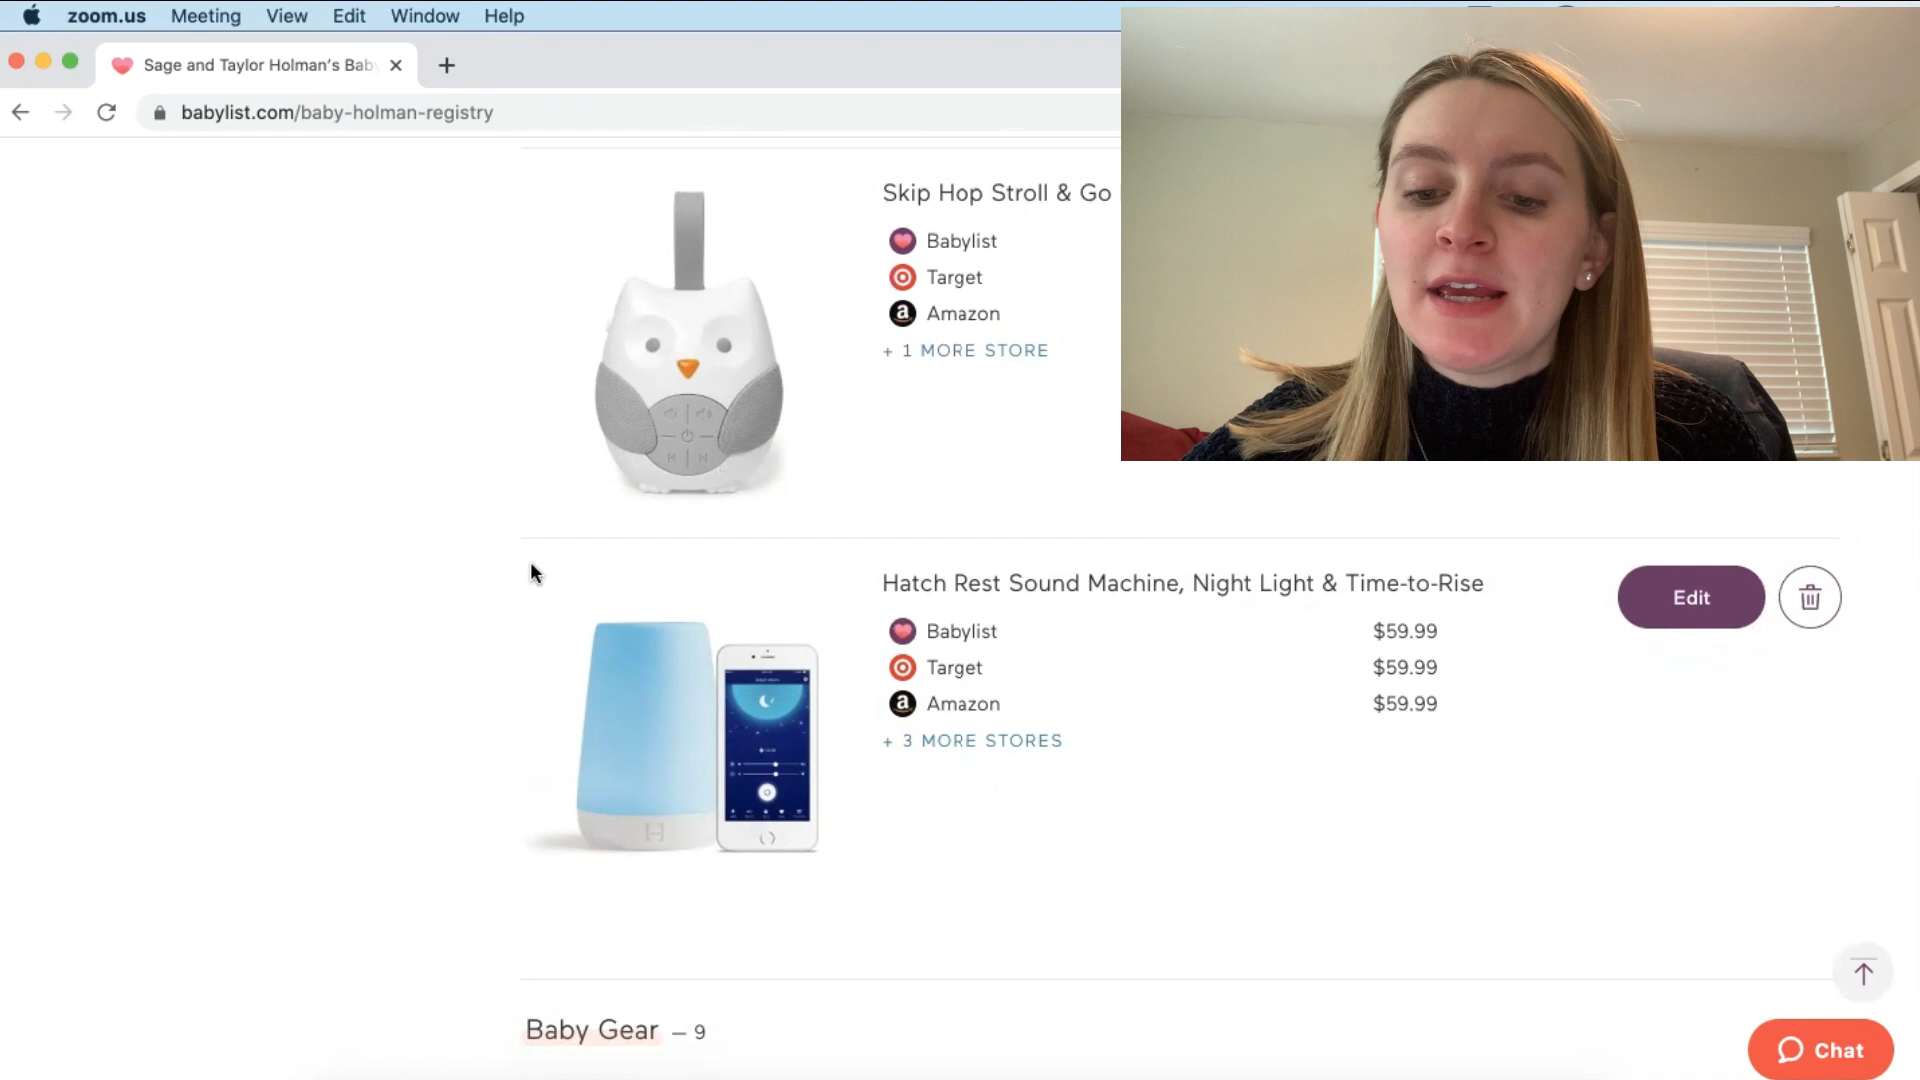 zoom.us Meeting View Edit Window Help
Sage and Taylor Holman’s Bab
babylist.com/baby-holman-registry
Skip Hop Stroll & Go
Babylist
Target
Amazon
+ 1 MORE STORE
Hatch Rest Sound Machine, Night Light & Time-to-Rise
Edit
Babylist $59.99
Target $59.99
Amazon $59.99
+ 3 MORE STORES
Baby Gear – 9
Chat